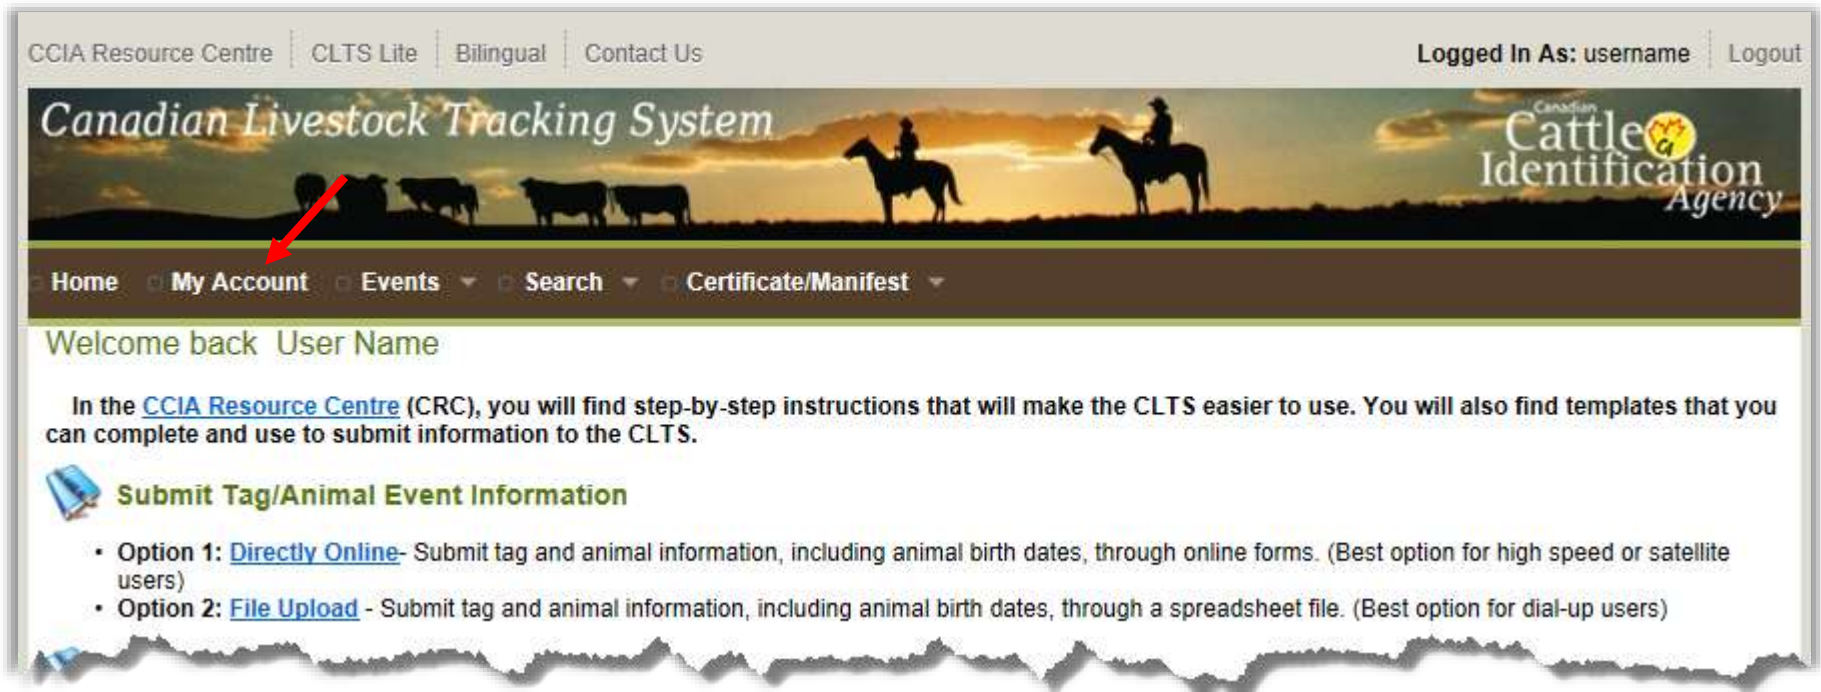 CCIA Resource Centre CLTS Lite Bilingual Contact Us Logged In As: username Logout
Canadian Livestock Tracking System
Canadian
Cattle
CA
Identification
Agency
Home My Account Events Search Certificate/Manifest
Welcome back User Name
In the CCIA Resource Centre (CRC), you will find step-by-step instructions that will make the CLTS easier to use. You will also find templates that you
can complete and use to submit information to the CLTS.
Submit Tag/Animal Event Information
• Option 1: Directly Online- Submit tag and animal information, including animal birth dates, through online forms. (Best option for high speed or satellite
users)
• Option 2: File Upload - Submit tag and animal information, including animal birth dates, through a spreadsheet file. (Best option for dial-up users)